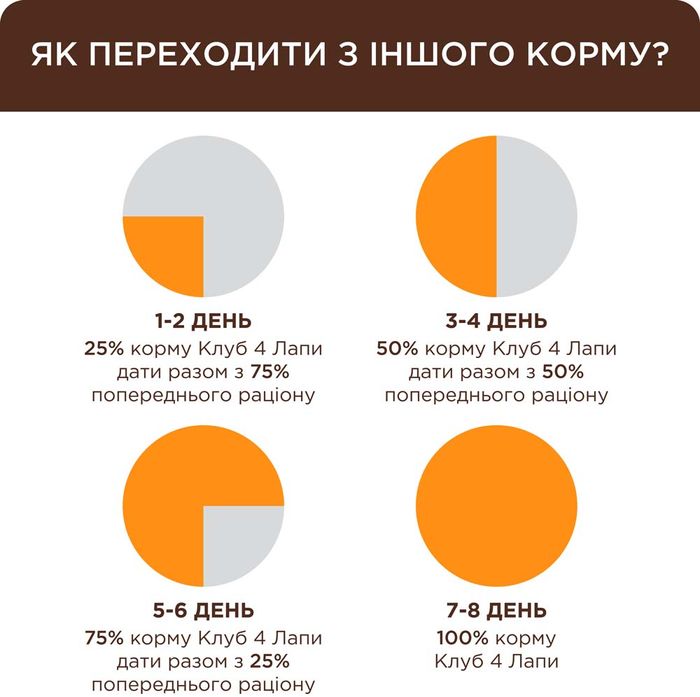 ЯК ПЕРЕХОДИТИ З ІНШОГО КОРМУ?
1-2 ДЕНЬ
25% корму Клуб 4 Лапи
дати разом з 75%
попереднього раціону
3-4 ДЕНЬ
50% корму Клуб 4 Лапи
дати разом з 50%
попереднього раціону
5-6 ДЕНЬ
75% корму Клуб 4 Лапи
дати разом з 25%
попереднього раціону
7-8 ДЕНЬ
100% корму
Клуб 4 Лапи